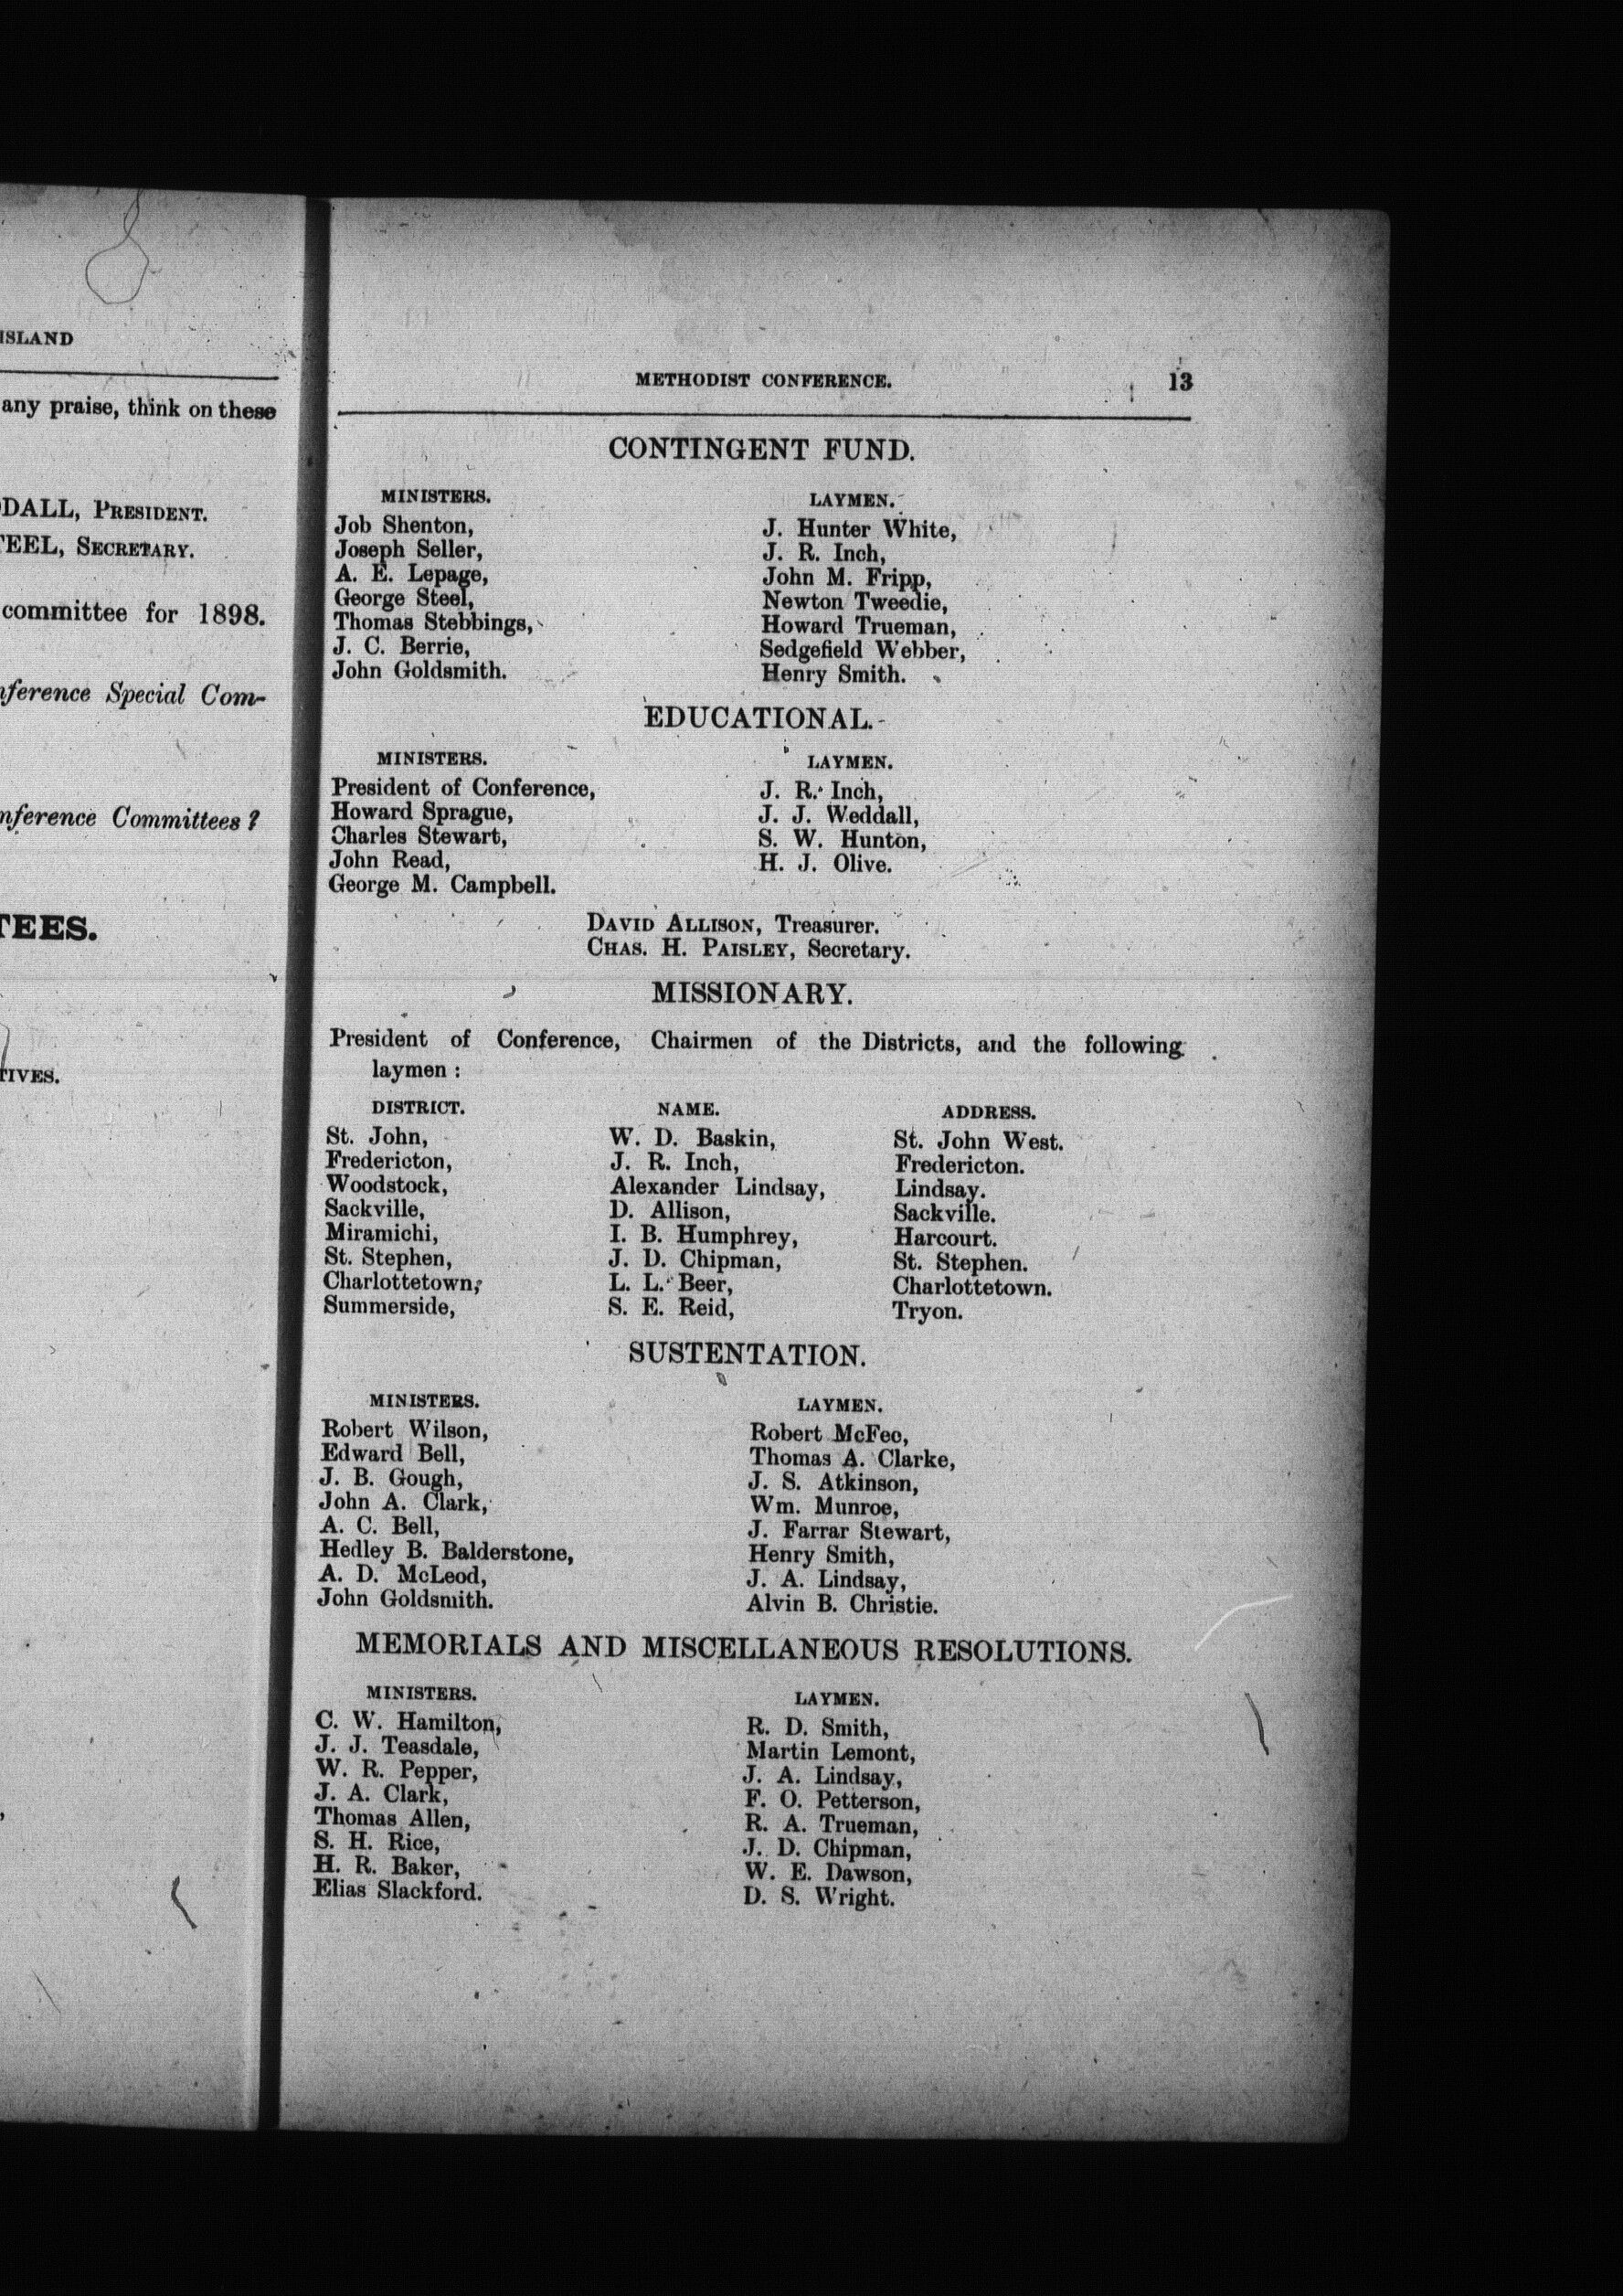 ISLAND
any praise, think on these
PRESIDENT.
SECRETARY.
committee for 1898.
Special Com-
Committees?
METHODIST CONFERENCE. 13
CONTINGENT FUND.
MINISTERS. LAYMEN.
Job Shenton, J. Hunter White,
Joseph Seller, J. R. Inch,
A. E. Lepage, John M. Fripp,
George Steel, Newton Tweedie,
Thomas Stebbings, Howard Trueman,
J. C. Berrie, Sedgefield Webber,
John Goldsmith. Henry Smith.
EDUCATIONAL.
MINISTERS. LAYMEN.
President of Conference, J. R. Inch,
Howard Sprague, J. J. Weddall,
Charles Stewart, S. W. Hunton,
John Read, H. J. Olive.
George M. Campbell.
DAVID ALLISON, Treasurer.
CHAS. H. PAISLEY, Secretary.
MISSIONARY.
President of Conference, Chairmen of the Districts, and the following
laymen :
DISTRICT. NAME. ADDRESS.
St. John, W. D. Baskin, St. John West.
Fredericton, J. R. Inch, Fredericton.
Woodstock, Alexander Lindsay, Lindsay.
Sackville, D. Allison, Sackville.
Miramichi, I. B. Humphrey, Harcourt.
St. Stephen, J. D. Chipman, St. Stephen.
Charlottetown, L. L. Beer, Charlottetown.
Summerside, S. E. Reid, Tryon.
SUSTENTATION.
MINISTERS. LAYMEN.
Robert Wilson, Robert McFee,
Edward Bell, Thomas A. Clarke,
J. B. Gough, J. S. Atkinson,
John A. Clark, Wm. Munroe,
A. C. Bell, J. Farrar Stewart,
Hedley B. Balderstone, Henry Smith,
A. D. McLeod, J. A. Lindsay,
John Goldsmith. Alvin B. Christie.
MEMORIALS AND MISCELLANEOUS RESOLUTIONS.
MINISTERS. LAYMEN.
C. W. Hamilton, R. D. Smith,
J. J. Teasdale, Martin Lemont,
W. R. Pepper, J. A. Lindsay,
J. A. Clark, F. O. Petterson,
Thomas Allen, R. A. Trueman,
S. H. Rice, J. D. Chipman,
H. R. Baker, W. E. Dawson,
Elias Slackford. D. S. Wright.